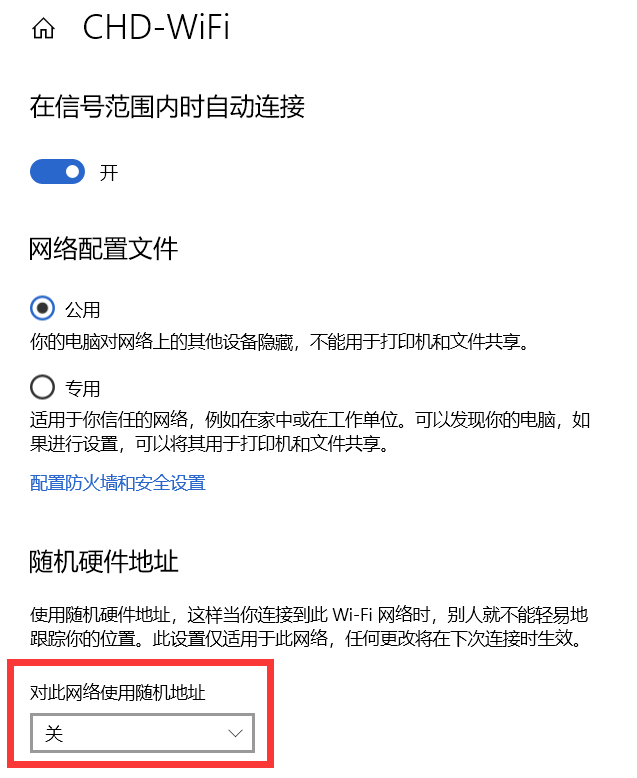 CHD-WiFi
在信号范围内时自动连接
开
网络配置文件
公用
你的电脑对网络上的其他设备隐藏，不能用于打印机和文件共享。
专用
适用于你信任的网络，例如在家中或在工作单位。可以发现你的电脑，如
果进行设置，可以将其用于打印机和文件共享。
配置防火墙和安全设置
随机硬件地址
使用随机硬件地址，这样当你连接到此 Wi-Fi 网络时，别人就不能轻易地
跟踪你的位置。此设置仅适用于此网络，任何更改将在下次连接时生效。
对此网络使用随机地址
关